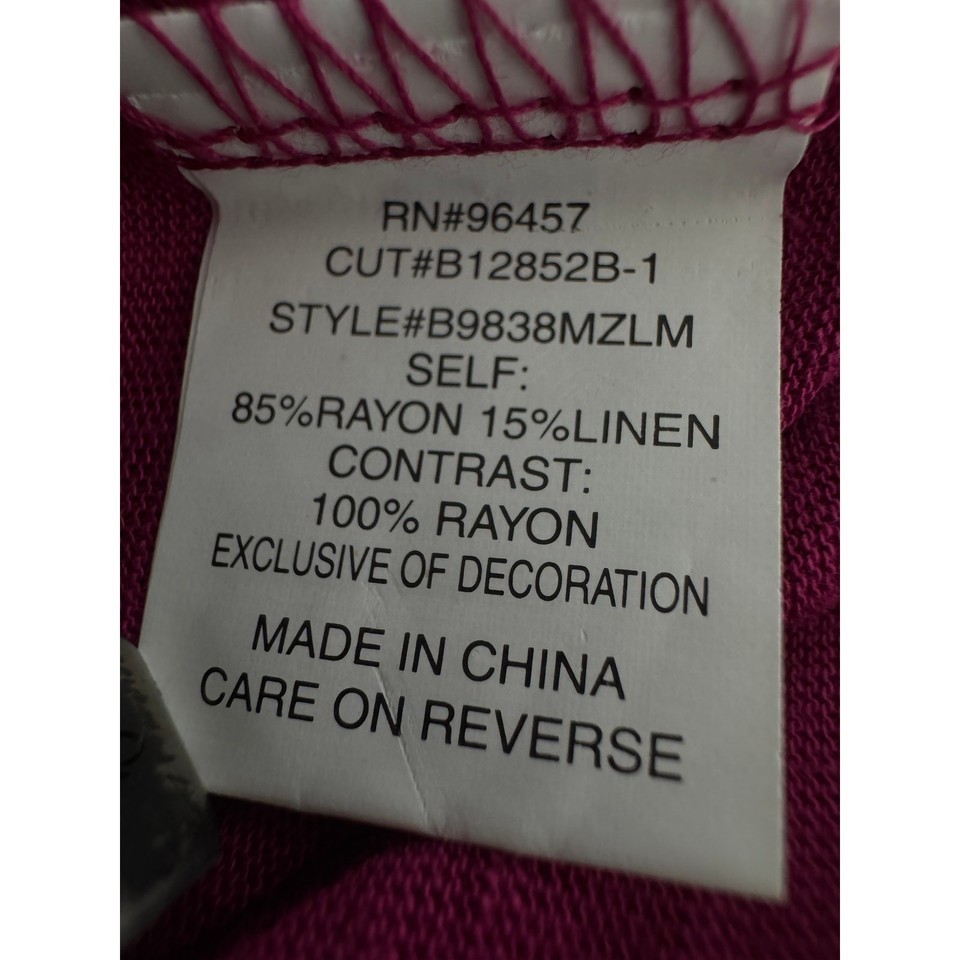 RN#96457
CUT#B12852B-1
STYLE#B9838MZLM
SELF:
85%RAYON 15%LINEN
CONTRAST:
100% RAYON
EXCLUSIVE OF DECORATION
MADE IN CHINA
CARE ON REVERSE